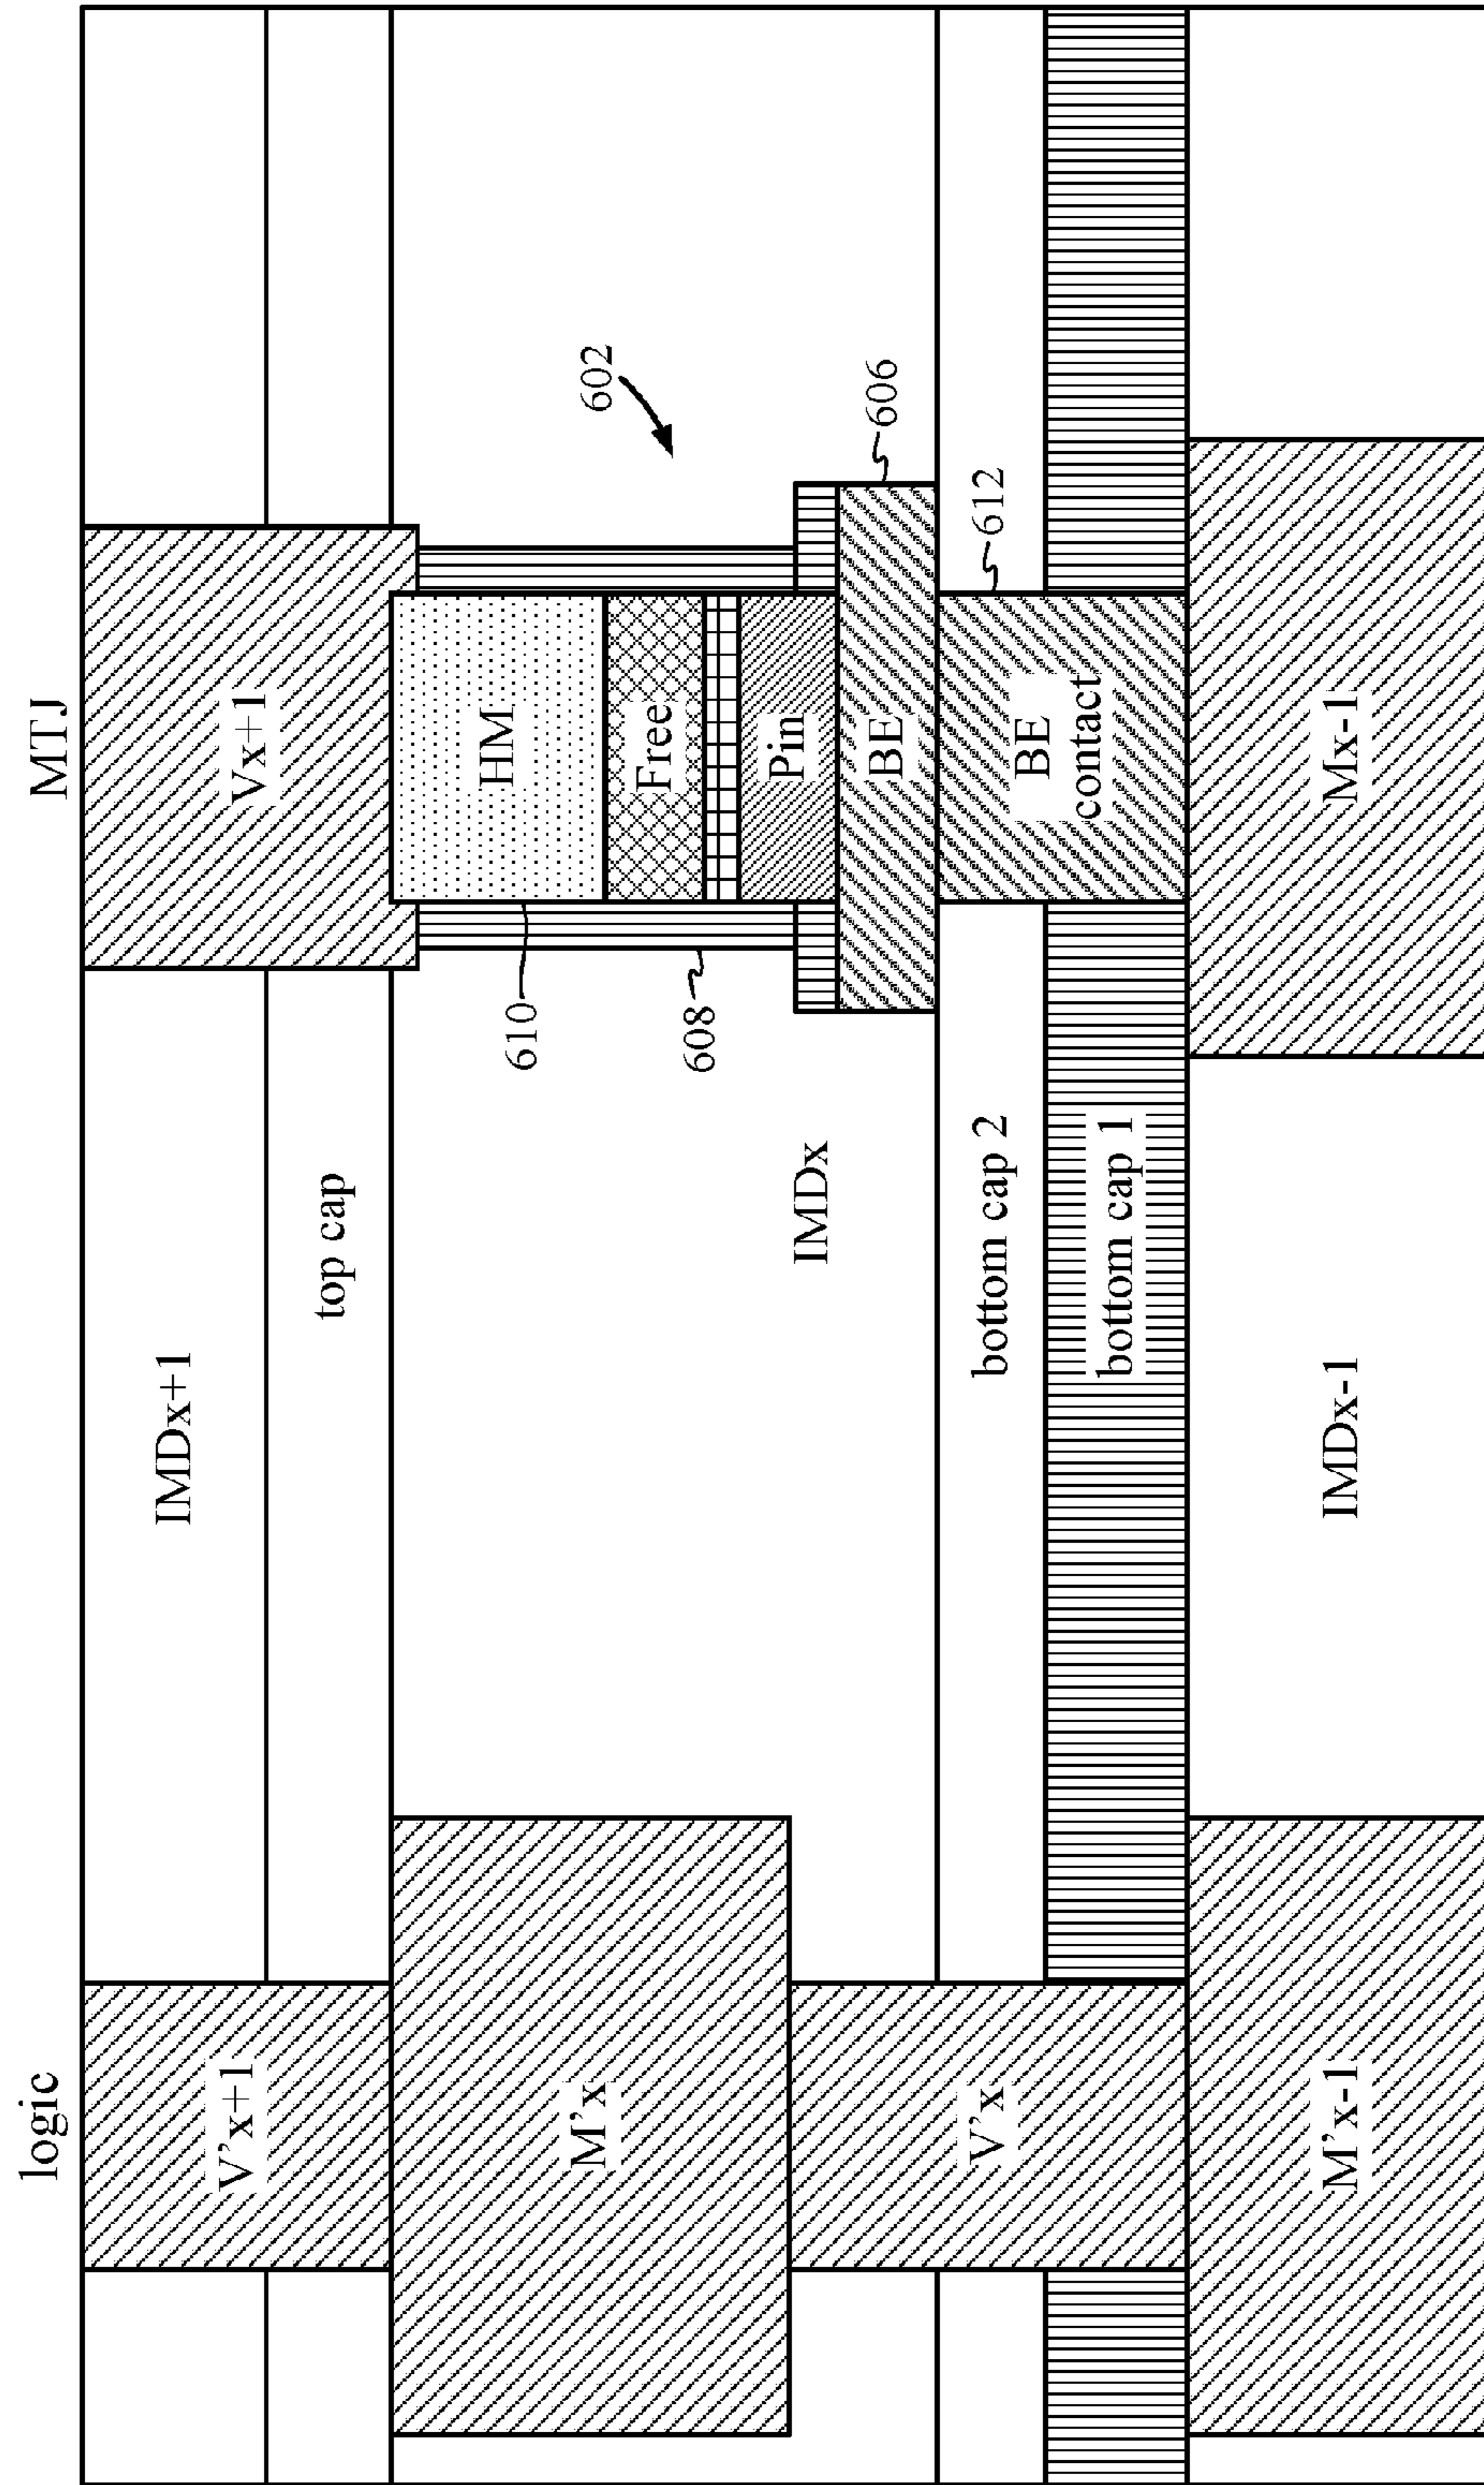 logic
MTJ
V'x+1
IMDx+1
Vx+1
top cap
M'x
HM
610
602
Free
608
Pin
IMDx
BE
606
V'x
bottom cap 2
BE
contact
612
bottom cap 1
M'x-1
IMDx-1
Mx-1